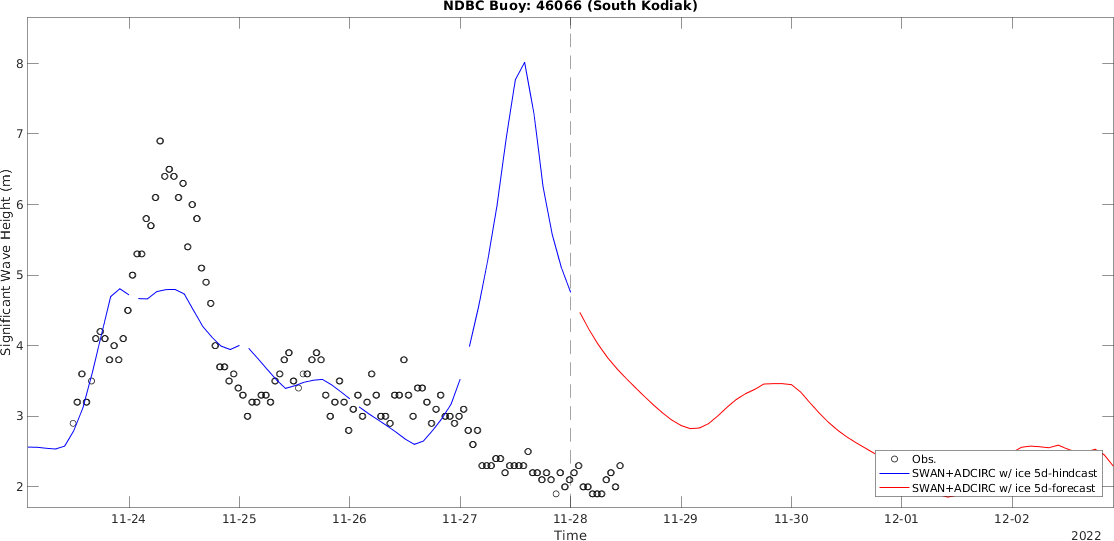 NDBC Buoy: 46066 (South Kodiak)
8
7
6
5
4
3
2
Significant Wave Height (m)
Obs.
SWAN+ADCIRC w/ ice 5d-hindcast
SWAN+ADCIRC w/ ice 5d-forecast
11-24 11-25 11-26 11-27 11-28 11-29 11-30 12-01 12-02
Time
2022